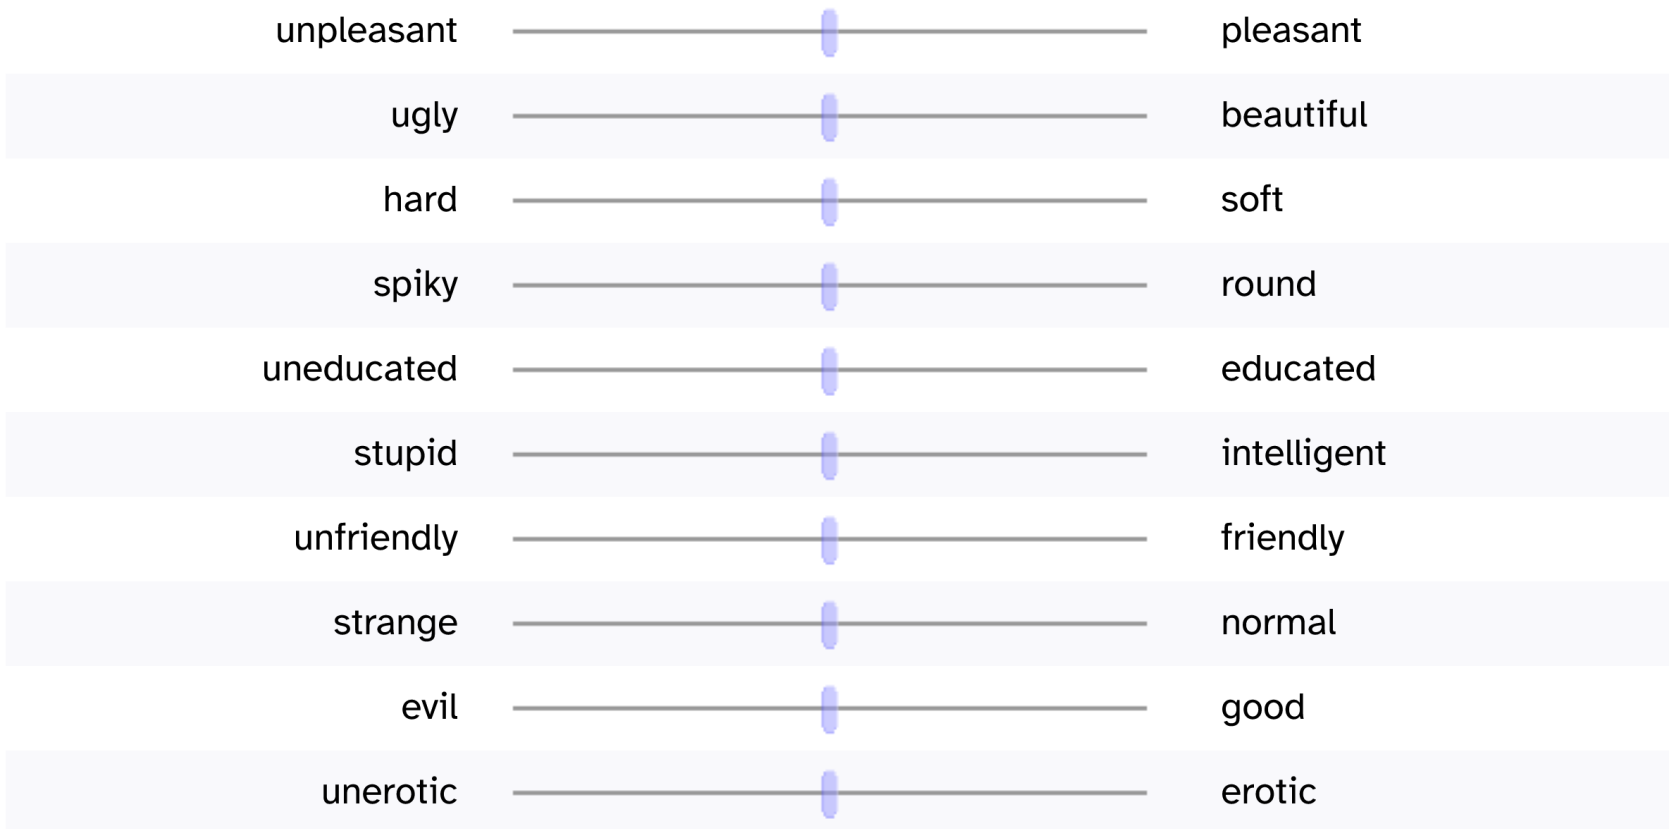 unpleasant pleasant
ugly beautiful
hard soft
spiky round
uneducated educated
stupid intelligent
unfriendly friendly
strange normal
evil good
unerotic erotic